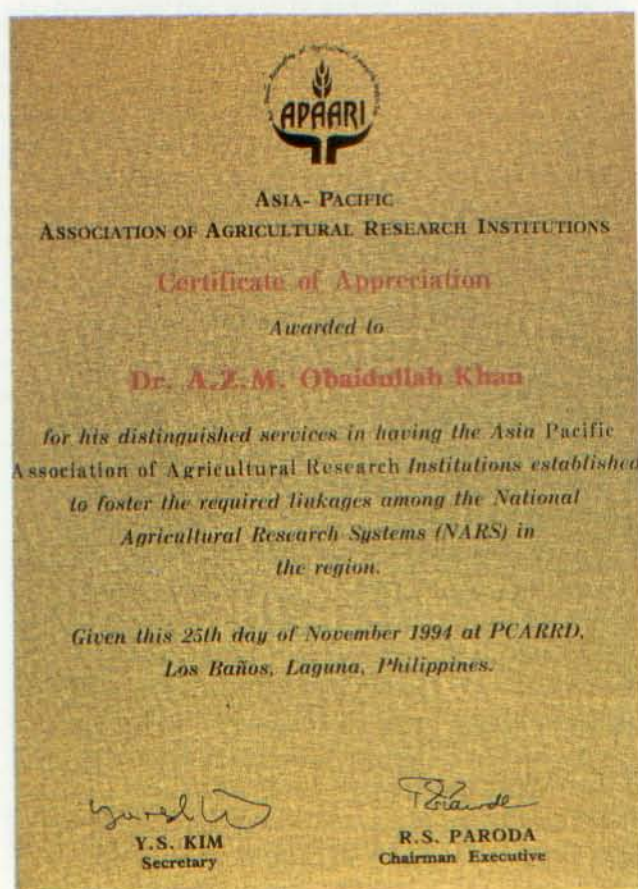 APAARI
ASIA- PACIFIC
ASSOCIATION OF AGRICULTURAL RESEARCH INSTITUTIONS
Certificate of Appreciation
Awarded to
Dr. A.Z.M. Obaidullah Khan
for his distinguished services in having the Asia Pacific
Association of Agricultural Research Institutions established
to foster the required linkages among the National
Agricultural Research Systems (NARS) in
the region.
Given this 25th day of November 1994 at PCARRD,
Los Baños, Laguna, Philippines.
Y.S. KIM
Secretary
R.S. PARODA
Chairman Executive